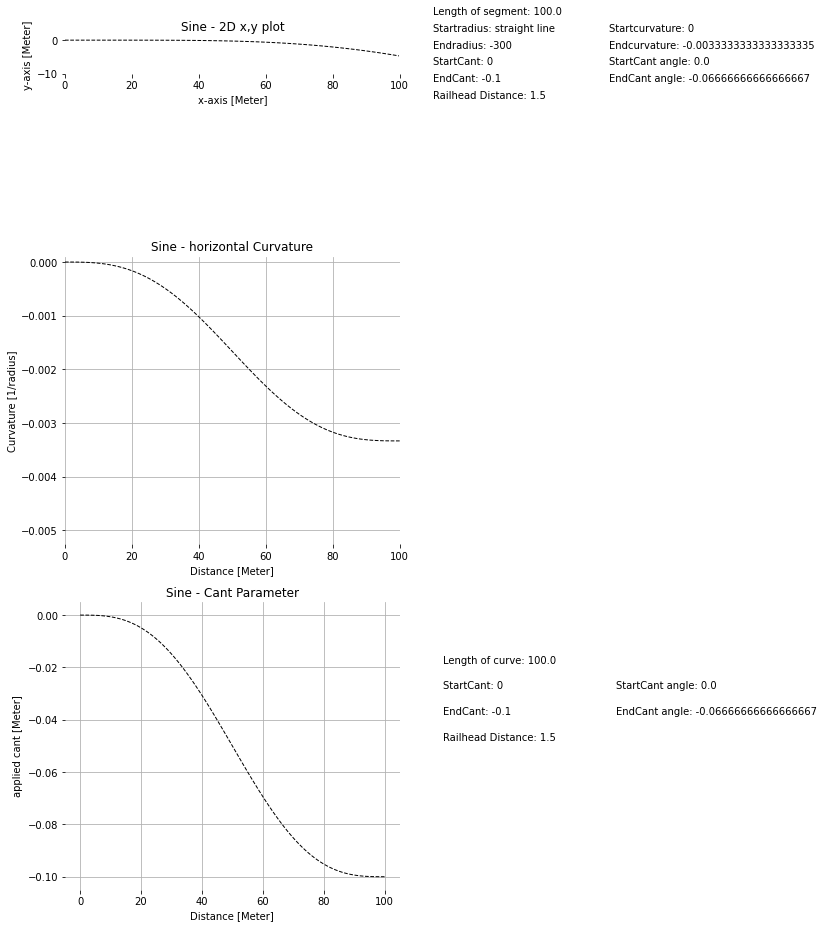 Sine - 2D x,y plot
y-axis [Meter]
0
−10
0 20 40 60 80 100
x-axis [Meter]
Length of segment: 100.0
Startradius: straight line Startcurvature: 0
Endradius: -300 Endcurvature: -0.0033333333333333335
StartCant: 0 StartCant angle: 0.0
EndCant: -0.1 EndCant angle: -0.06666666666666667
Railhead Distance: 1.5
Sine - horizontal Curvature
Curvature [1/radius]
0.000
−0.001
−0.002
−0.003
−0.004
−0.005
0 20 40 60 80 100
Distance [Meter]
Sine - Cant Parameter
applied cant [Meter]
0.00
−0.02
−0.04
−0.06
−0.08
−0.10
0 20 40 60 80 100
Distance [Meter]
Length of curve: 100.0
StartCant: 0 StartCant angle: 0.0
EndCant: -0.1 EndCant angle: -0.06666666666666667
Railhead Distance: 1.5